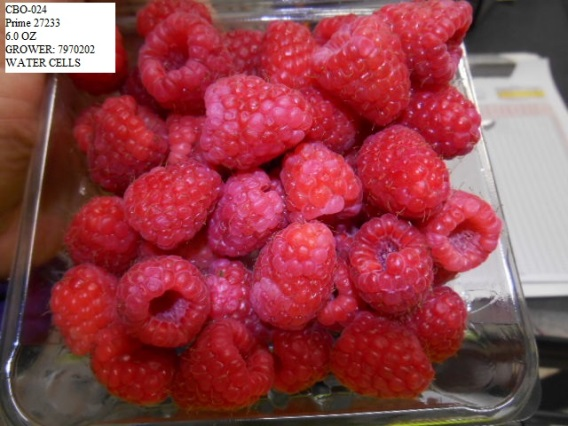 CBO-024
Prime 27233
6.0 OZ
GROWER: 7970202
WATER CELLS